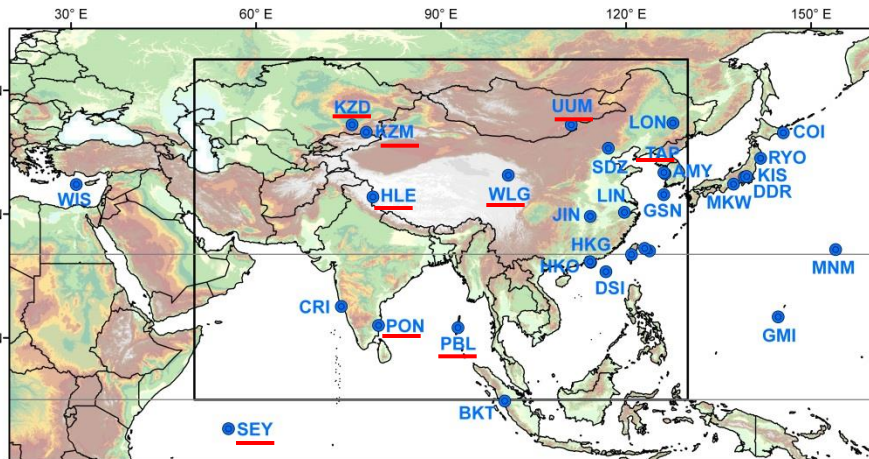 30° 60° 90° 120° 150°
KZD
UUM
LON
KZM
COI
TAP
RYO
SDZ
AMY
KIS
WIS
HLE
WLG
DDR
LIN
MKW
JIN
GSN
HKG
HKO
MNM
DSI
CRI
PON
GMI
PBL
BKT
SEY